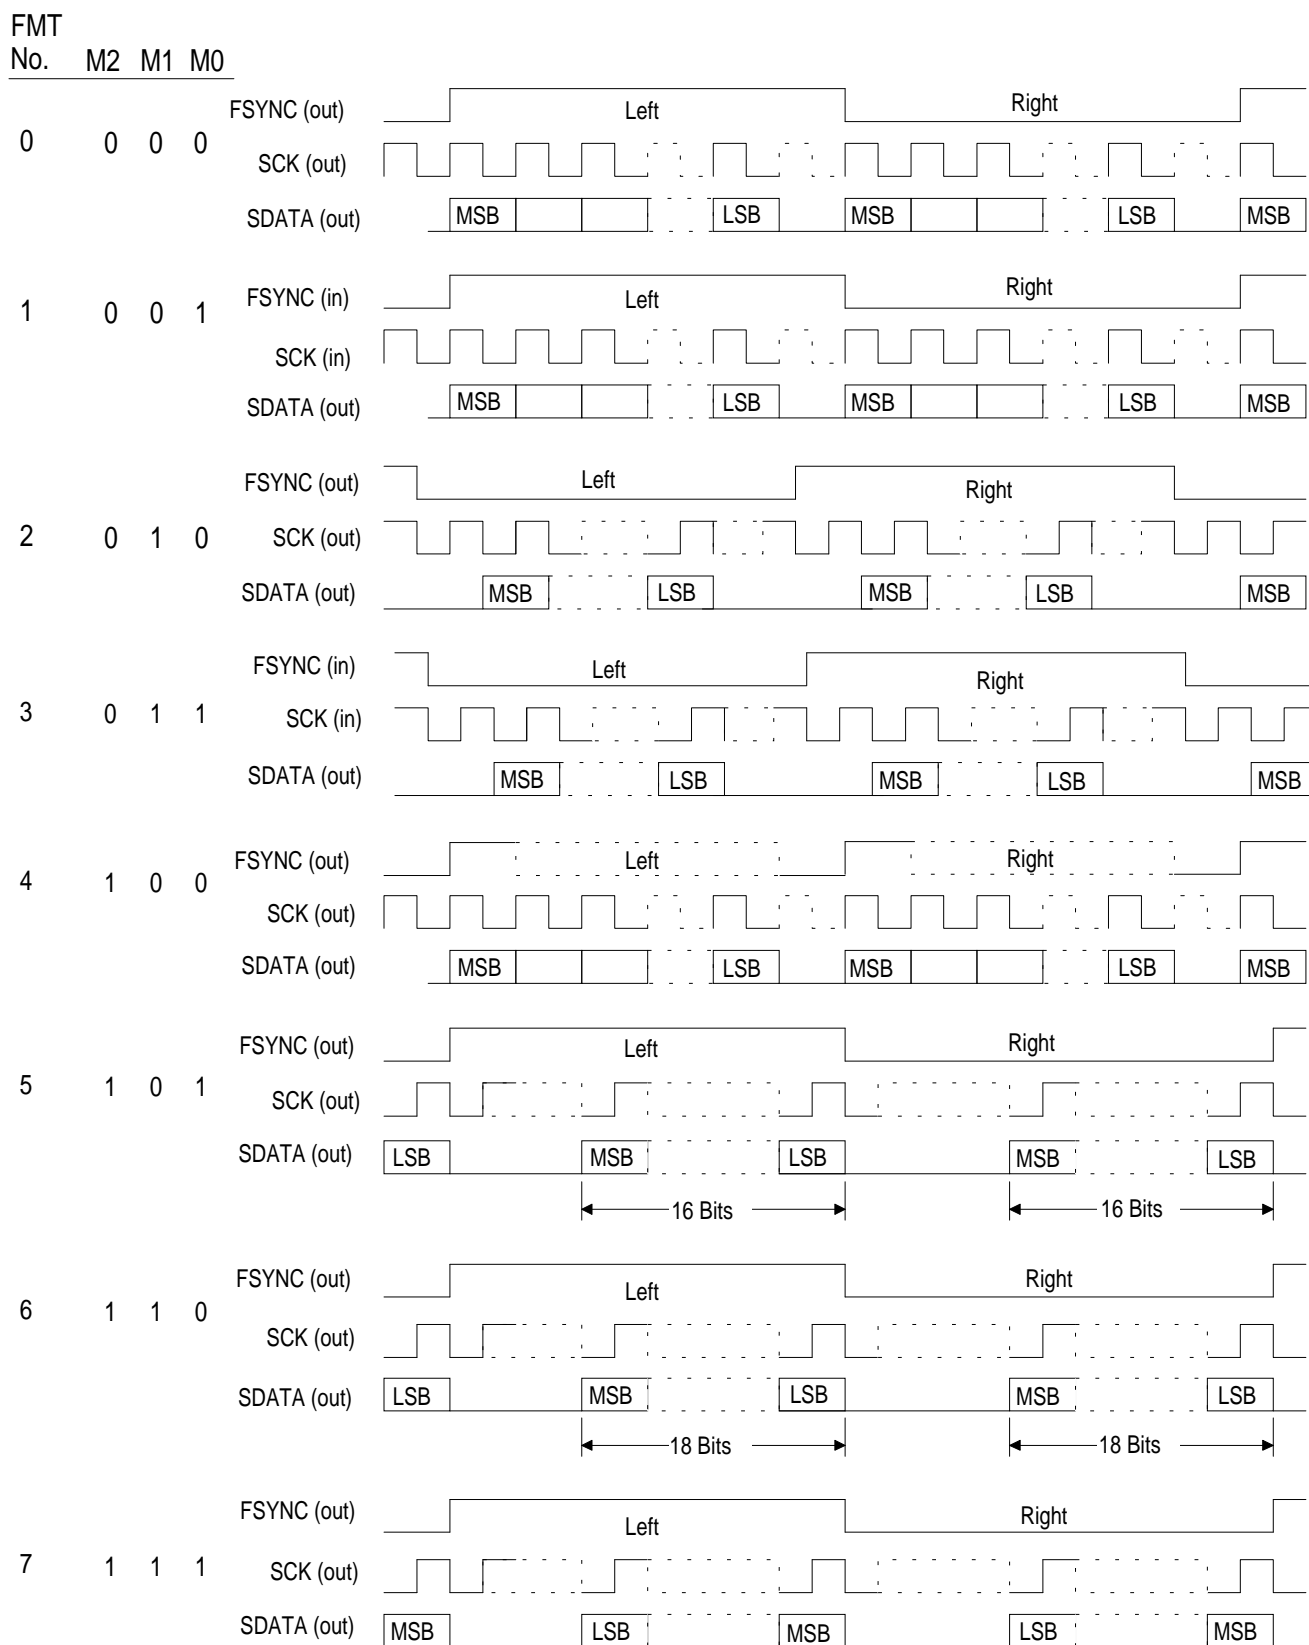 FMT
No. M2 M1 M0
FSYNC (out) Left Right
0 0 0 0
SCK (out)
SDATA (out) MSB LSB MSB LSB MSB
FSYNC (in) Left Right
1 0 0 1
SCK (in)
SDATA (out) MSB LSB MSB LSB MSB
FSYNC (out) Left Right
2 0 1 0 SCK (out)
SDATA (out) MSB LSB MSB LSB MSB
FSYNC (in) Left Right
3 0 1 1 SCK (in)
SDATA (out) MSB LSB MSB LSB MSB
FSYNC (out) Left Right
4 1 0 0
SCK (out)
SDATA (out) MSB LSB MSB LSB MSB
FSYNC (out) Left Right
5 1 0 1 SCK (out)
SDATA (out) LSB MSB LSB MSB LSB
16 Bits 16 Bits
FSYNC (out) Left Right
6 1 1 0
SCK (out)
SDATA (out) LSB MSB LSB MSB LSB
18 Bits 18 Bits
FSYNC (out) Left Right
7 1 1 1 SCK (out)
SDATA (out) MSB LSB MSB LSB MSB